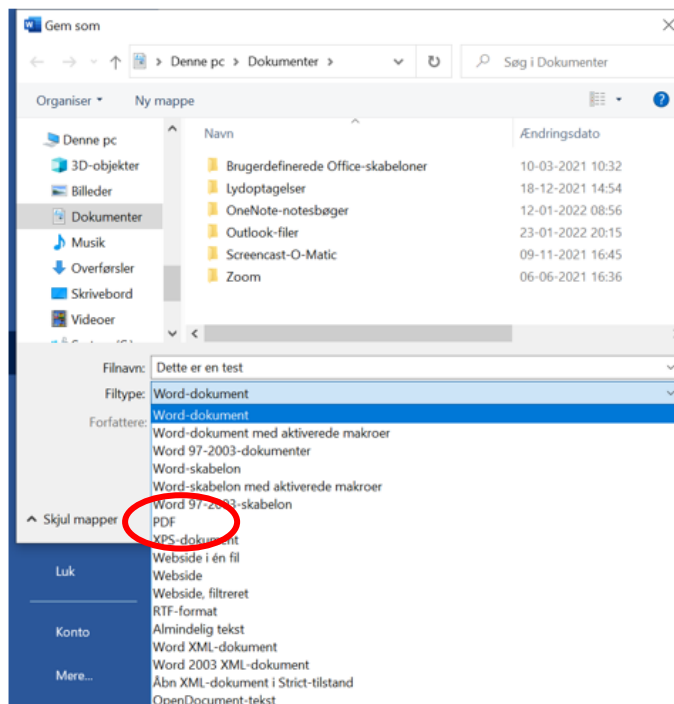 Gem som
Denne pc > Dokumenter >
Søg i Dokumenter
Organiser
Ny mappe
Navn
Ændringsdato
Denne pc
3D-objekter
Billeder
Dokumenter
Musik
Overførsler
Skrivebord
Videoer
Brugerdefinerede Office-skabeloner 10-03-2021 10:32
Lydoptagelser 18-12-2021 14:54
OneNote-notesbøger 12-01-2022 08:56
Outlook-filer 23-01-2022 20:15
Screencast-O-Matic 09-11-2021 16:45
Zoom 06-06-2021 16:36
Filnavn: Dette er en test
Filtype: Word-dokument
Forfattere:
Word-dokument
Word-dokument med aktiverede makroer
Word 97-2003-dokumenter
Word-skabelon
Word-skabelon med aktiverede makroer
Word 97-2003-skabelon
PDF
XPS-dokument
Webside i én fil
Webside
Webside, filtreret
RTF-format
Almindelig tekst
Word XML-dokument
Word 2003 XML-dokument
Åbn XML-dokument i Strict-tilstand
OpenDocument-tekst
Skjul mapper
Luk
Konto
Mere...